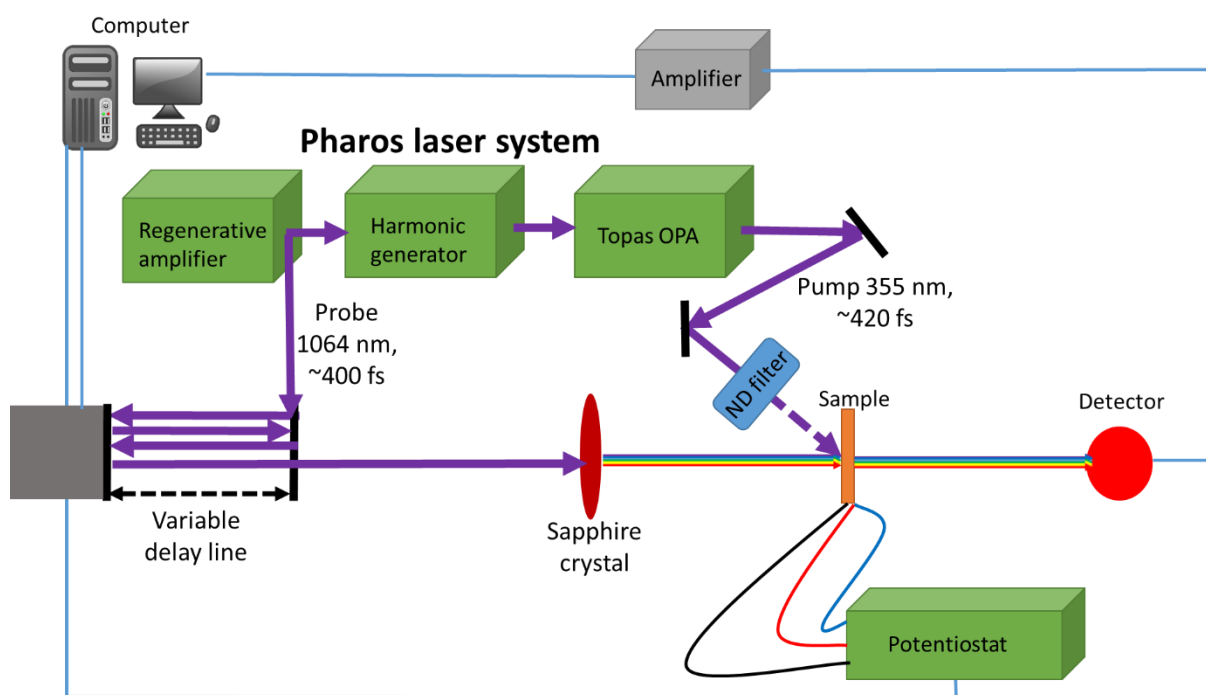 Computer
Amplifier
Pharos laser system
Regenerative
amplifier
Harmonic
generator
Topas OPA
Pump 355 nm,
~420 fs
Probe
1064 nm,
~400 fs
ND filter
Sample
Detector
Variable
delay line
Sapphire
crystal
Potentiostat